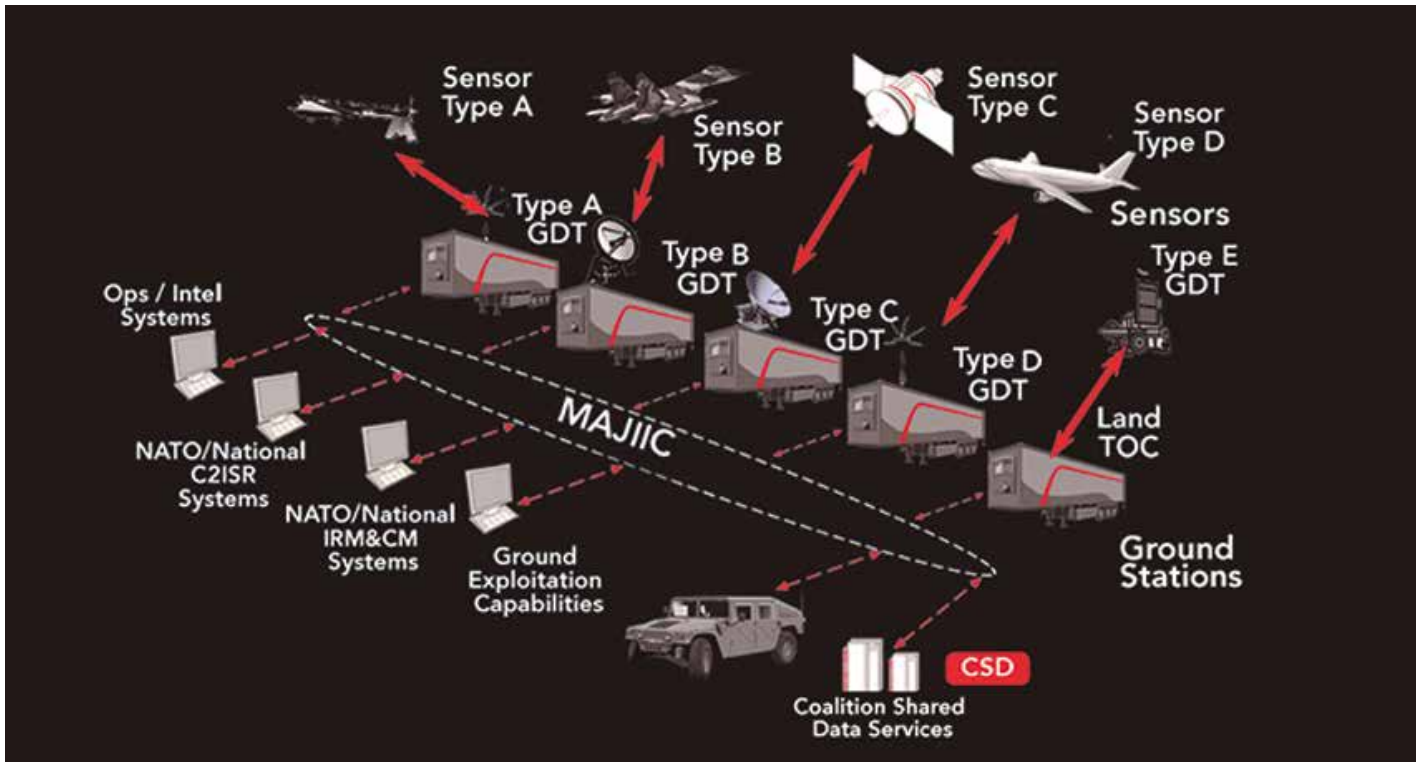 Sensor
Type A
Sensor
Type B
Sensor
Type C
Sensor
Type D
Sensors
Type A
GDT
Type B
GDT
Type C
GDT
Type D
GDT
Type E
GDT
Land
TOC
Ops / Intel
Systems
NATO/National
C2ISR
Systems
NATO/National
IRM&CM
Systems
Ground
Exploitation
Capabilities
MAJIIC
Ground
Stations
CSD
Coalition Shared
Data Services